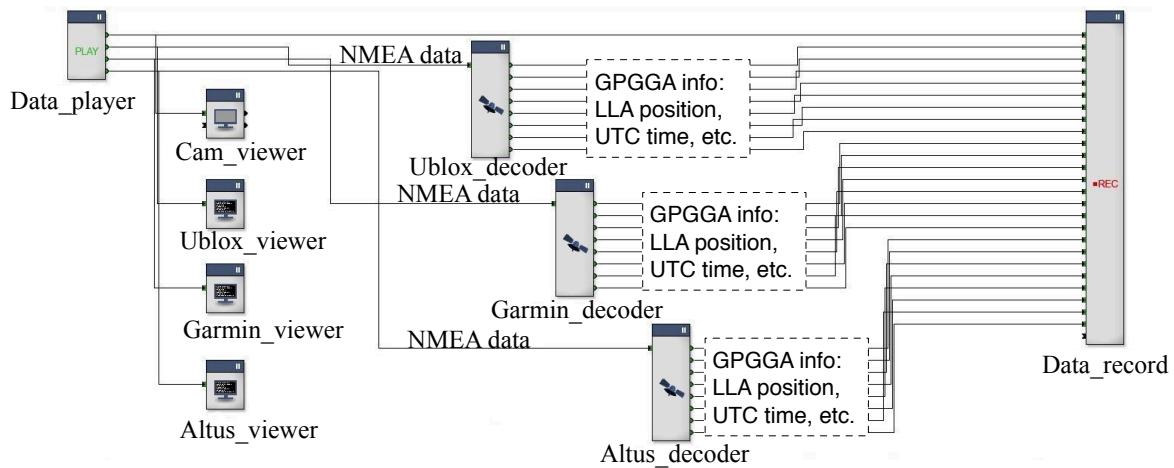 PLAY
Data_player
Cam_viewer
Ublox_viewer
Garmin_viewer
Altus_viewer
NMEA data
Ublox_decoder
GPGGA info:
LLA position,
UTC time, etc.
NMEA data
Garmin_decoder
GPGGA info:
LLA position,
UTC time, etc.
NMEA data
Altus_decoder
GPGGA info:
LLA position,
UTC time, etc.
REC
Data_record